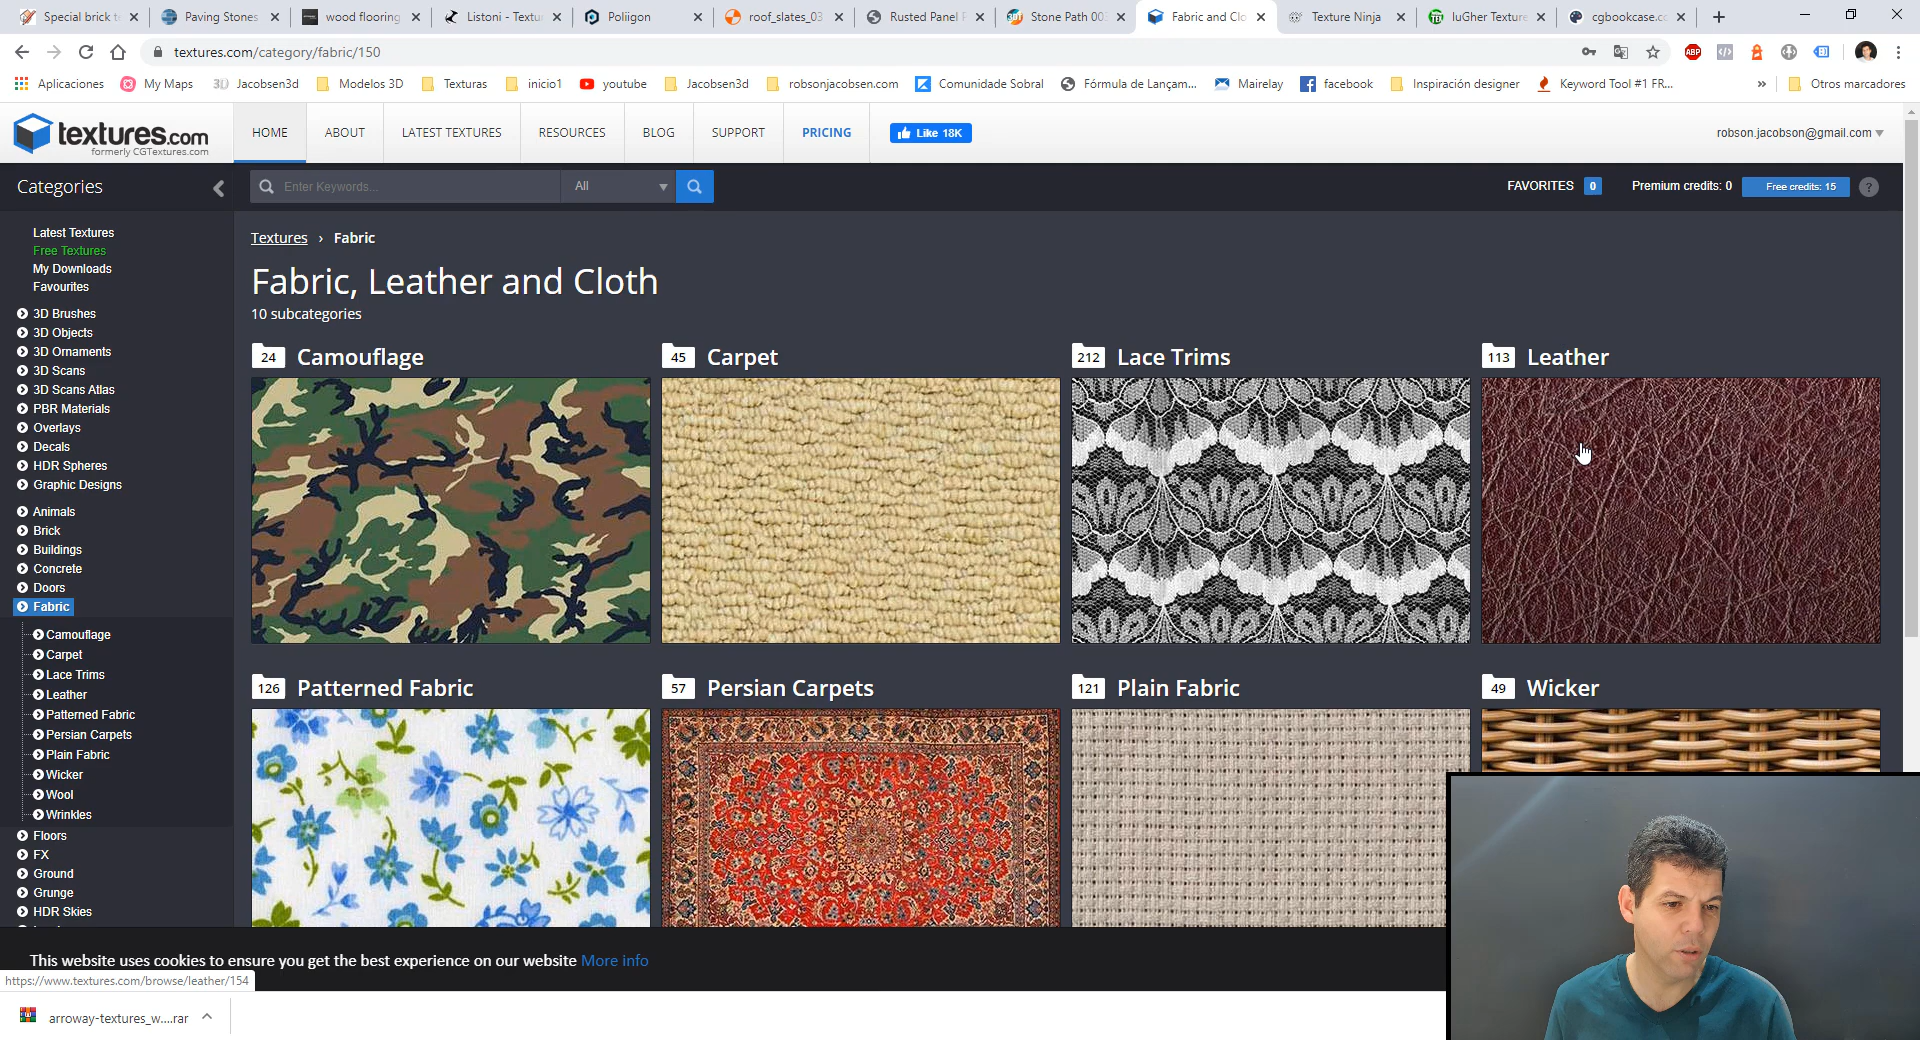 Special brick t
Paving Stones
wood flooring
Listoni - Textu
Poliigon
roof_slates_03
Rusted Panel
Stone Path 003
Fabric and Clo
Texture Ninja
luGher Texture
cgbookcase.co
textures.com/category/fabric/150
ABP
Aplicaciones
My Maps
Jacobsen3d
Modelos 3D
Texturas
inicio1
youtube
Jacobsen3d
robsonjacobsen.com
Comunidade Sobral
Fórmula de Lançam...
Mairelay
facebook
Inspiración designer
Keyword Tool #1 FR...
»
Otros marcadores
textures.com
formerly CGTextures.com
HOME
ABOUT
LATEST TEXTURES
RESOURCES
BLOG
SUPPORT
PRICING
Like 18K
robson.jacobson@gmail.com
Categories
Enter Keywords...
All
FAVORITES 0
Premium credits: 0
Free credits: 15
?
Latest Textures
Free Textures
My Downloads
Favourites
3D Brushes
3D Objects
3D Ornaments
3D Scans
3D Scans Atlas
PBR Materials
Overlays
Decals
HDR Spheres
Graphic Designs
Animals
Brick
Buildings
Concrete
Doors
Fabric
Camouflage
Carpet
Lace Trims
Leather
Patterned Fabric
Persian Carpets
Plain Fabric
Wicker
Wool
Wrinkles
Floors
FX
Ground
Grunge
HDR Skies
Textures › Fabric
Fabric, Leather and Cloth
10 subcategories
24 Camouflage
45 Carpet
212 Lace Trims
113 Leather
126 Patterned Fabric
57 Persian Carpets
121 Plain Fabric
49 Wicker
This website uses cookies to ensure you get the best experience on our website More info
https://www.textures.com/browse/leather/154
arroway-textures_w....rar